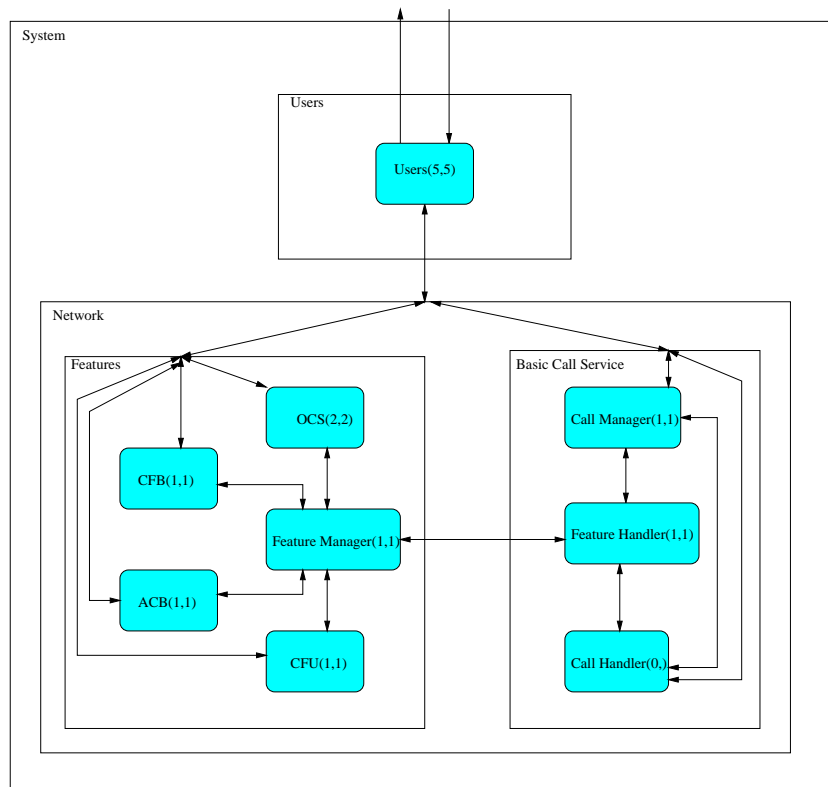 System
Users
Users(5,5)
Network
Features
Basic Call Service
OCS(2,2)
Call Manager(1,1)
CFB(1,1)
Feature Manager(1,1)
Feature Handler(1,1)
ACB(1,1)
CFU(1,1)
Call Handler(0,)